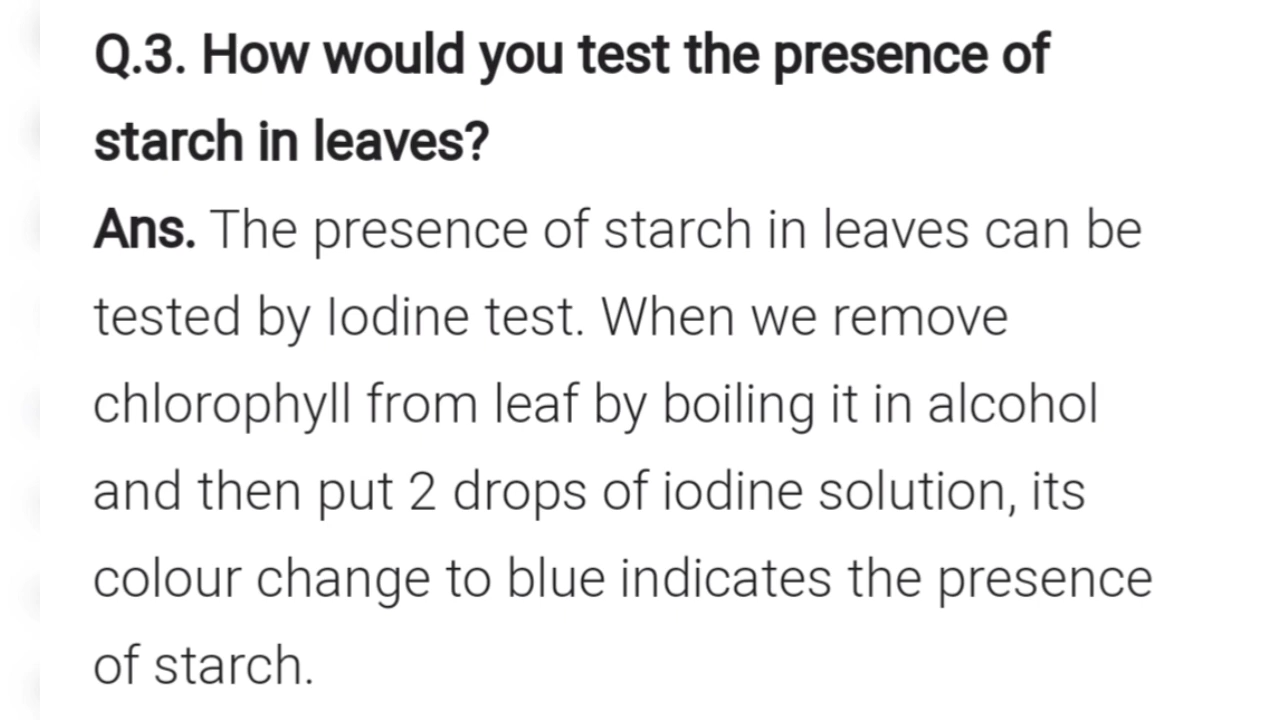 Q.3. How would you test the presence of
starch in leaves?
Ans. The presence of starch in leaves can be
tested by Iodine test. When we remove
chlorophyll from leaf by boiling it in alcohol
and then put 2 drops of iodine solution, its
colour change to blue indicates the presence
of starch.